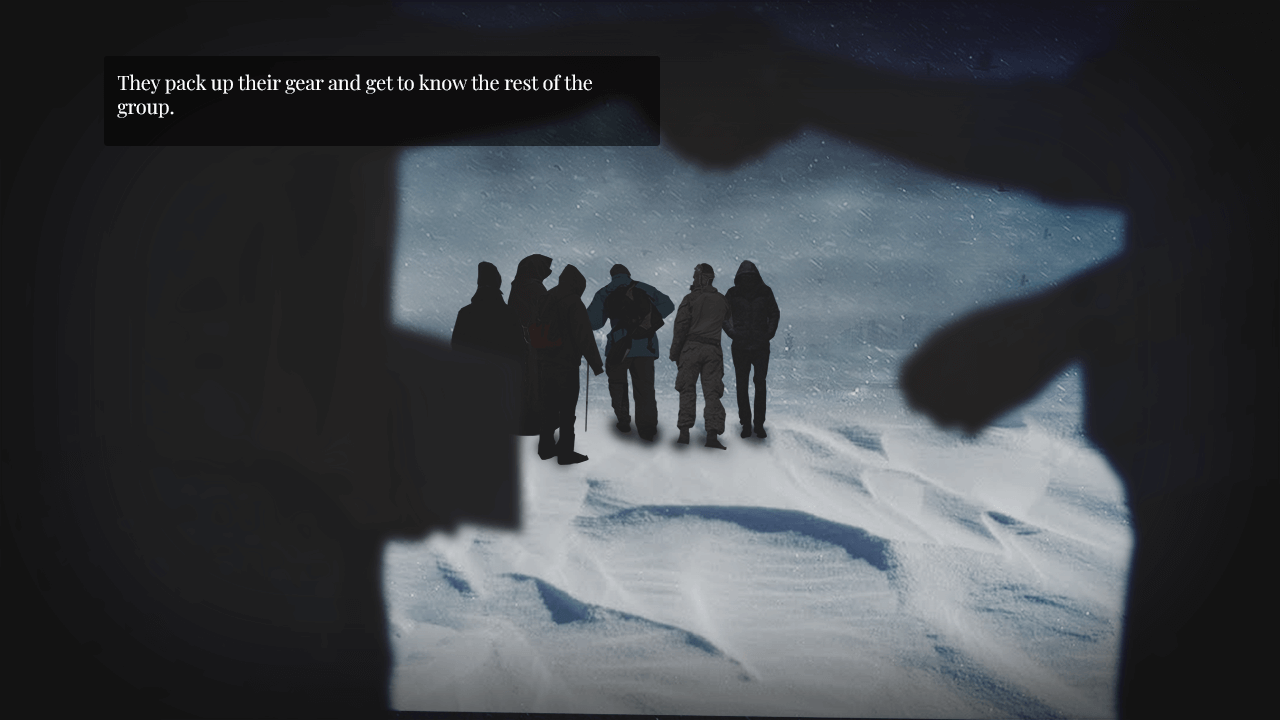 They pack up their gear and get to know the rest of the
group.